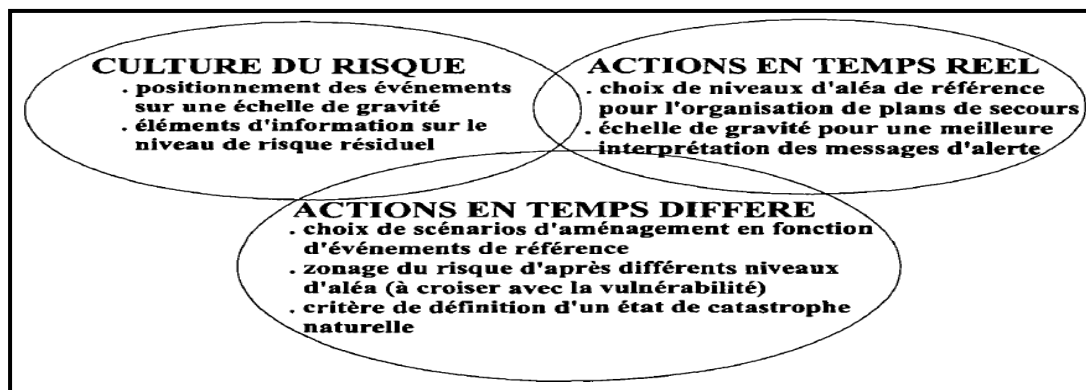 CULTURE DU RISQUE
. positionnement des événements
sur une échelle de gravité
. éléments d'information sur le
niveau de risque résiduel
ACTIONS EN TEMPS REEL
. choix de niveaux d'aléa de référence
pour l'organisation de plans de secours
. échelle de gravité pour une meilleure
interprétation des messages d'alerte
ACTIONS EN TEMPS DIFFERE
. choix de scénarios d'aménagement en fonction
d'événements de référence
. zonage du risque d'après différents niveaux
d'aléa (à croiser avec la vulnérabilité)
. critère de définition d'un état de catastrophe
naturelle